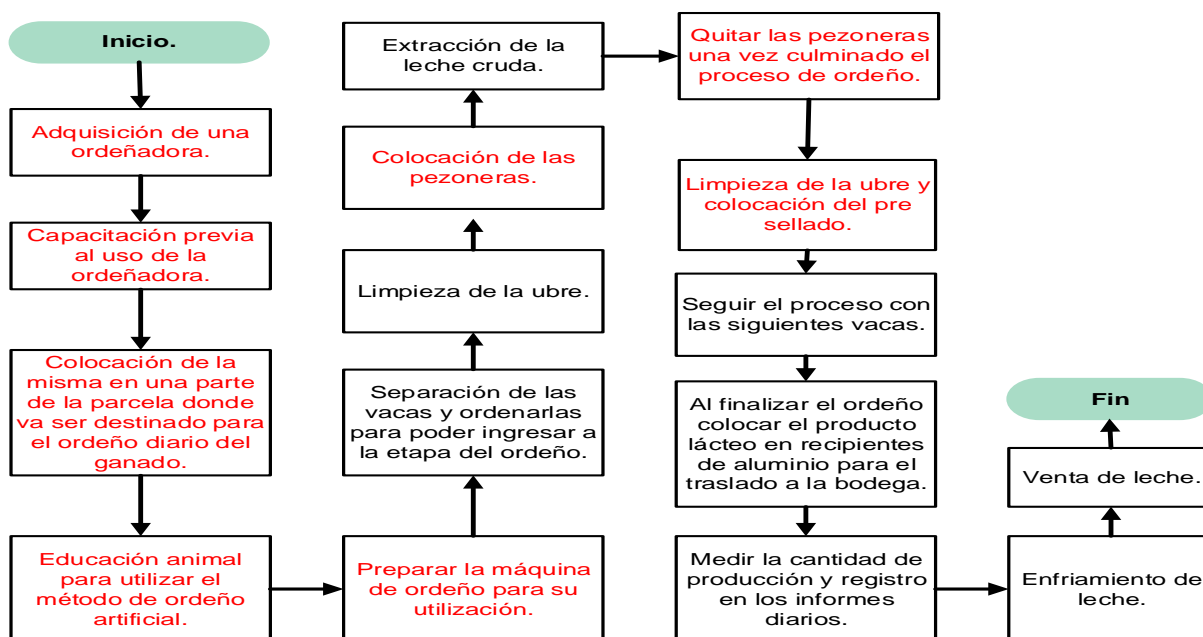 Inicio.
Adquisición de una
ordeñadora.
Capacitación previa
al uso de la
ordeñadora.
Colocación de la
misma en una parte
de la parcela donde
va ser destinado para
el ordeño diario del
ganado.
Educación animal
para utilizar el
método de ordeño
artificial.
Preparar la máquina
de ordeño para su
utilización.
Separación de las
vacas y ordenarlas
para poder ingresar a
la etapa del ordeño.
Limpieza de la ubre.
Colocación de las
pezoneras.
Extracción de la
leche cruda.
Quitar las pezoneras
una vez culminado el
proceso de ordeño.
Limpieza de la ubre y
colocación del pre
sellado.
Seguir el proceso con
las siguientes vacas.
Al finalizar el ordeño
colocar el producto
lácteo en recipientes
de aluminio para el
traslado a la bodega.
Medir la cantidad de
producción y registro
en los informes
diarios.
Enfriamiento de
leche.
Venta de leche.
Fin